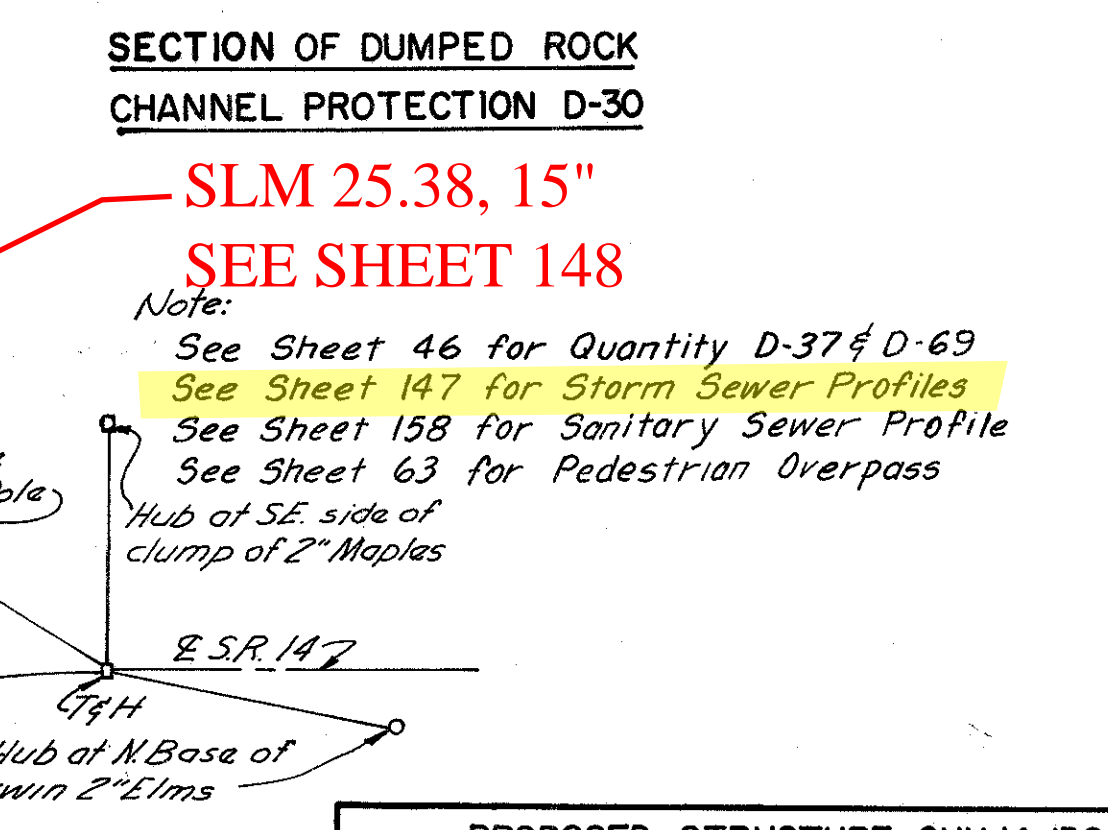 SECTION OF DUMPED ROCK
CHANNEL PROTECTION D-30
SLM 25.38, 15"
SEE SHEET 148
Note:
See Sheet 46 for Quantity D-37 & D-69
See Sheet 147 for Storm Sewer Profiles
See Sheet 158 for Sanitary Sewer Profile
See Sheet 63 for Pedestrian Overpass
Hub at SE. side of
clump of 2" Maples
℄ S.R. 14
T&H
Hub at N. Base of
2" Elms
PROPOSED STRUCTURE